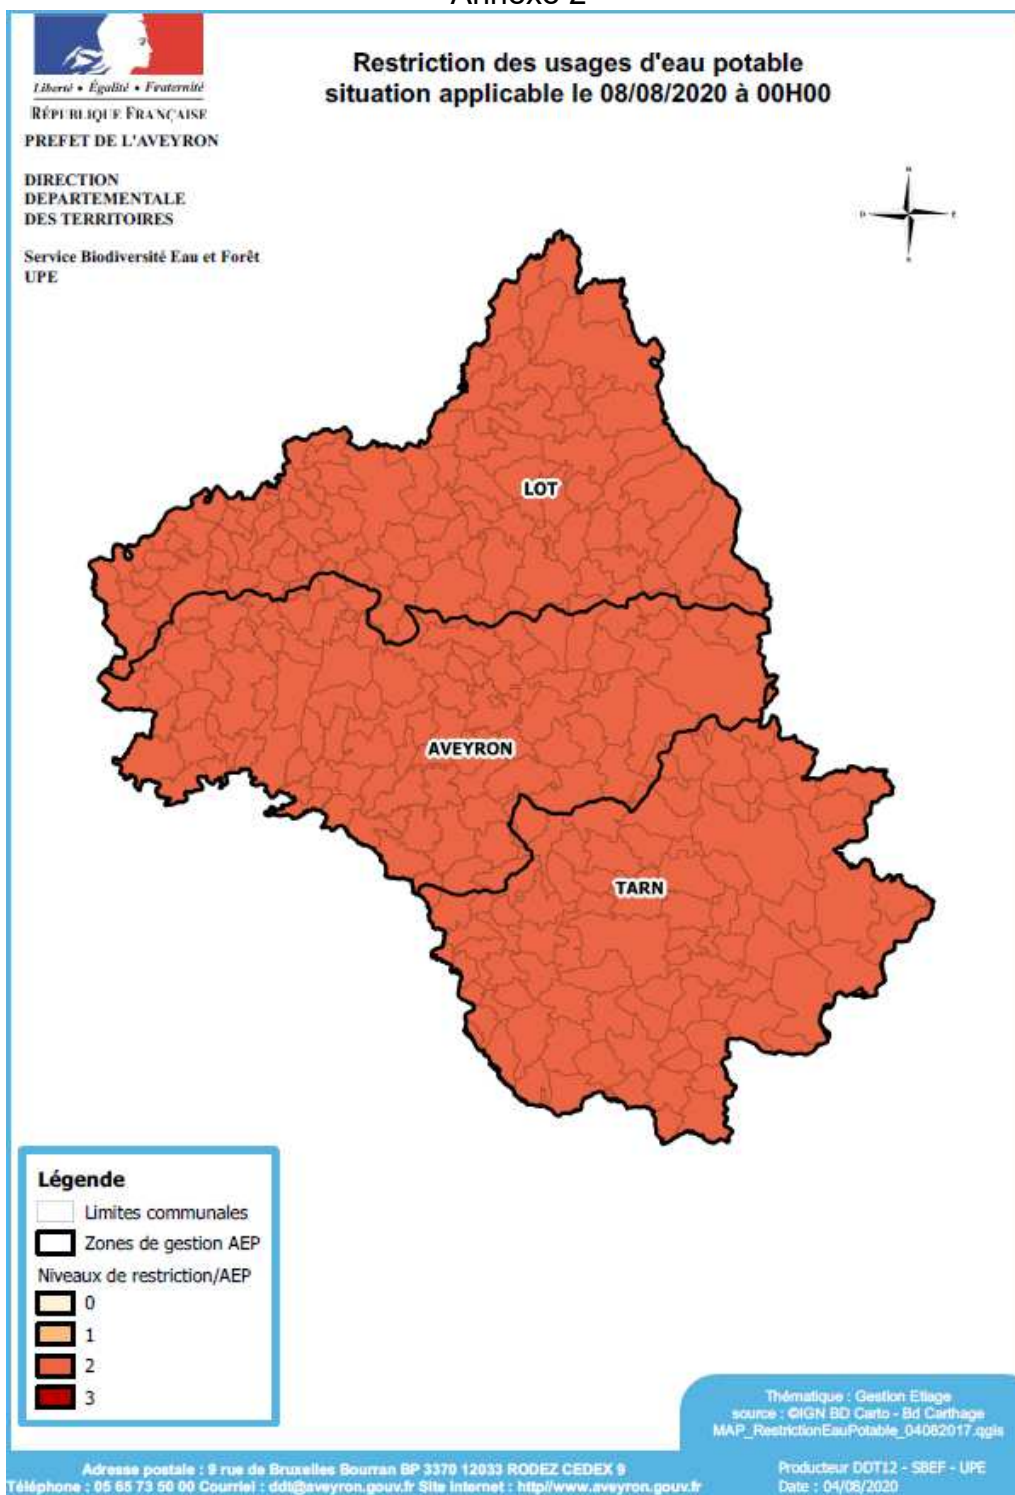 Annexe 2
Liberté • Égalité • Fraternité
RÉPUBLIQUE FRANÇAISE
PREFET DE L'AVEYRON
DIRECTION
DEPARTEMENTALE
DES TERRITOIRES
Service Biodiversité Eau et Forêt
UPE
Restriction des usages d'eau potable
situation applicable le 08/08/2020 à 00H00
N
O
E
S
LOT
AVEYRON
TARN
Légende
Limites communales
Zones de gestion AEP
Niveaux de restriction/AEP
0
1
2
3
Thématique : Gestion Etiage
source : ©IGN BD Carto - Bd Carthage
MAP_RestrictionEauPotable_04082017.qgis
Adresse postale : 9 rue de Bruxelles Bourran BP 3370 12033 RODEZ CEDEX 9
Téléphone : 05 65 73 50 00 Courriel : ddt@aveyron.gouv.fr Site Internet : http//www.aveyron.gouv.fr
Producteur DDT12 - SBEF - UPE
Date : 04/08/2020